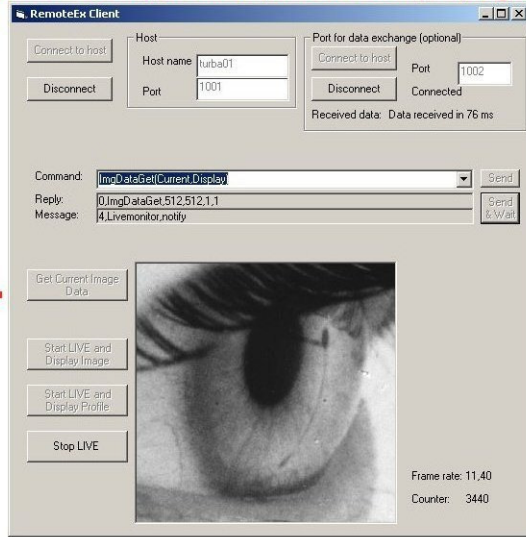 RemoteEx Client
Host
Connect to host
Host name
turba01
Disconnect
Port
1001
Port for data exchange (optional)
Connect to host
Port
1002
Disconnect
Connected
Received data: Data received in 76 ms
Command:
ImgDataGet(Current,Display)
Send
Reply:
0,ImgDataGet,512,512,1,1
Message:
4,Livemonitor,notify
Send
& Wait
Get Current Image
Data
Start LIVE and
Display Image
Start LIVE and
Display Profile
Stop LIVE
Frame rate: 11,40
Counter: 3440